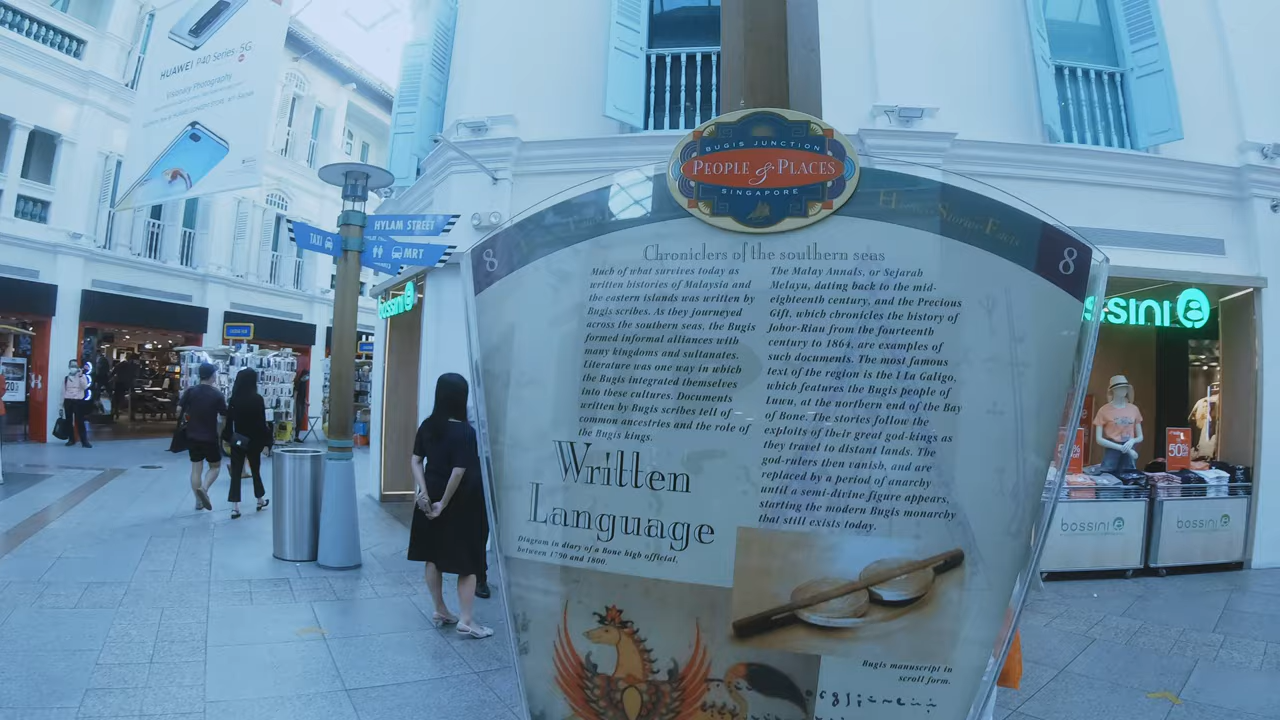 HUAWEI P40 Series 5G
Visionary Photography
BUGIS JUNCTION
PEOPLE & PLACES
SINGAPORE
HYLAM STREET
TAXI
MRT
bossini
8
8
Chroniclers of the southern seas
Much of what survives today as
written histories of Malaysia and
the eastern islands was written by
Bugis scribes. As they journeyed
across the southern seas, the Bugis
formed informal alliances with
many kingdoms and sultanates.
Literature was one way in which
the Bugis integrated themselves
into these cultures. Documents
written by Bugis scribes tell of
common ancestries and the role of
the Bugis kings.
The Malay Annals, or Sejarah
Melayu, dating back to the mid-
eighteenth century, and the Precious
Gift, which chronicles the history of
Johor-Riau from the fourteenth
century to 1864, are examples of
such documents. The most famous
text of the region is the I La Galigo,
which features the Bugis people of
Luwu, at the northern end of the Bay
of Bone. The stories follow the
exploits of their great god-kings as
they travel to distant lands. The
god-rulers then vanish, and are
replaced by a period of anarchy
until a semi-divine figure appears,
starting the modern Bugis monarchy
that still exists today.
Written
Language
Diagram in diary of a Bone high official,
between 1790 and 1800.
Bugis manuscript in
scroll form.
ssini
50%
bossini
bossini